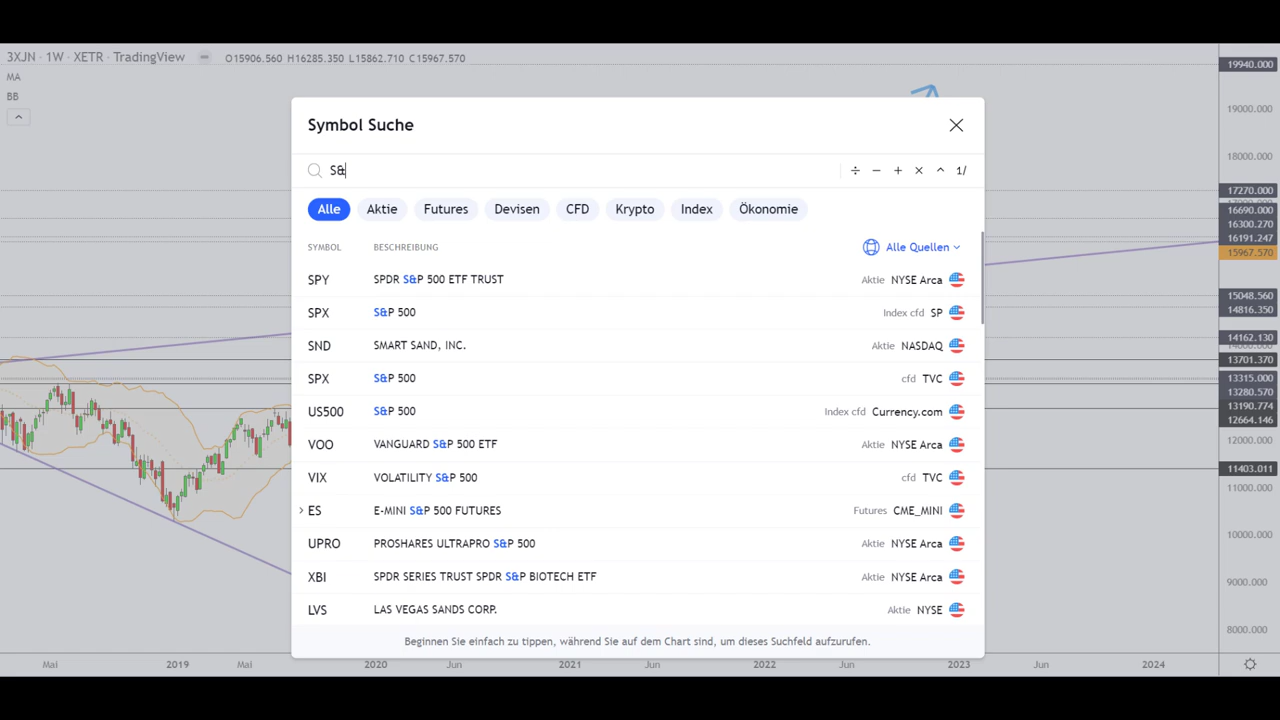 3XJN · 1W · XETR · TradingView O15906.560 H16285.350 L15862.710 C15967.570
MA
BB
Symbol Suche
S&
÷ − + × ^ 1/
Alle Aktie Futures Devisen CFD Krypto Index Ökonomie
SYMBOL BESCHREIBUNG Alle Quellen
SPY SPDR S&P 500 ETF TRUST Aktie NYSE Arca
SPX S&P 500 Index cfd SP
SND SMART SAND, INC. Aktie NASDAQ
SPX S&P 500 cfd TVC
US500 S&P 500 Index cfd Currency.com
VOO VANGUARD S&P 500 ETF Aktie NYSE Arca
VIX VOLATILITY S&P 500 cfd TVC
ES E-MINI S&P 500 FUTURES Futures CME_MINI
UPRO PROSHARES ULTRAPRO S&P 500 Aktie NYSE Arca
XBI SPDR SERIES TRUST SPDR S&P BIOTECH ETF Aktie NYSE Arca
LVS LAS VEGAS SANDS CORP. Aktie NYSE
Beginnen Sie einfach zu tippen, während Sie auf dem Chart sind, um dieses Suchfeld aufzurufen.
19940.000
19000.000
18000.000
17270.000
16690.000
16300.270
16191.247
15967.570
15048.560
14816.350
14162.130
14000.000
13701.370
13315.000
13280.570
13190.774
12664.146
12000.000
11403.011
11000.000
10000.000
9000.000
8000.000
Mai 2019 Mai 2020 Jun 2021 Jun 2022 Jun 2023 Jun 2024